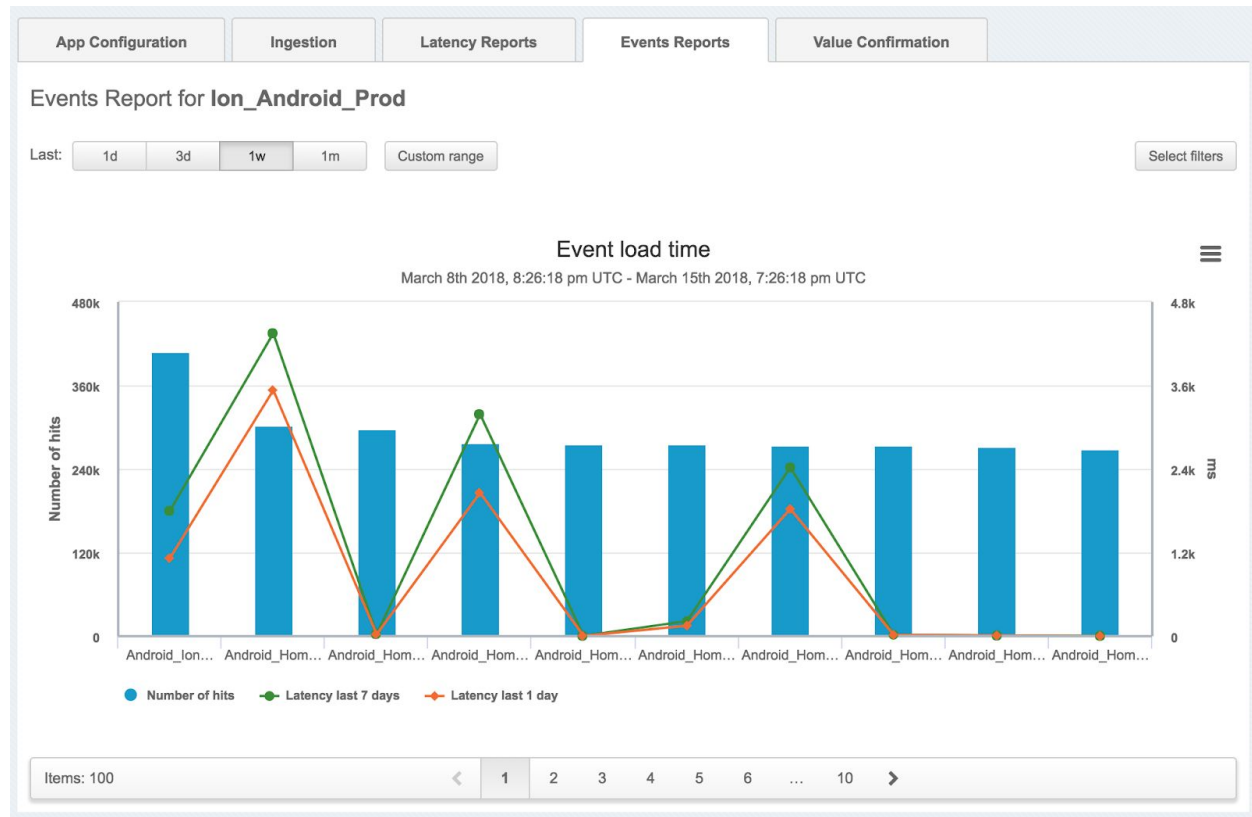 App Configuration Ingestion Latency Reports Events Reports Value Confirmation
Events Report for Ion_Android_Prod
Last: 1d 3d 1w 1m Custom range Select filters
Event load time
March 8th 2018, 8:26:18 pm UTC - March 15th 2018, 7:26:18 pm UTC
480k 4.8k
360k 3.6k
Number of hits
240k 2.4k
ms
120k 1.2k
0 0
Android_Ion... Android_Hom... Android_Hom... Android_Hom... Android_Hom... Android_Hom... Android_Hom... Android_Hom... Android_Hom... Android_Hom...
Number of hits Latency last 7 days Latency last 1 day
Items: 100 < 1 2 3 4 5 6 ... 10 >